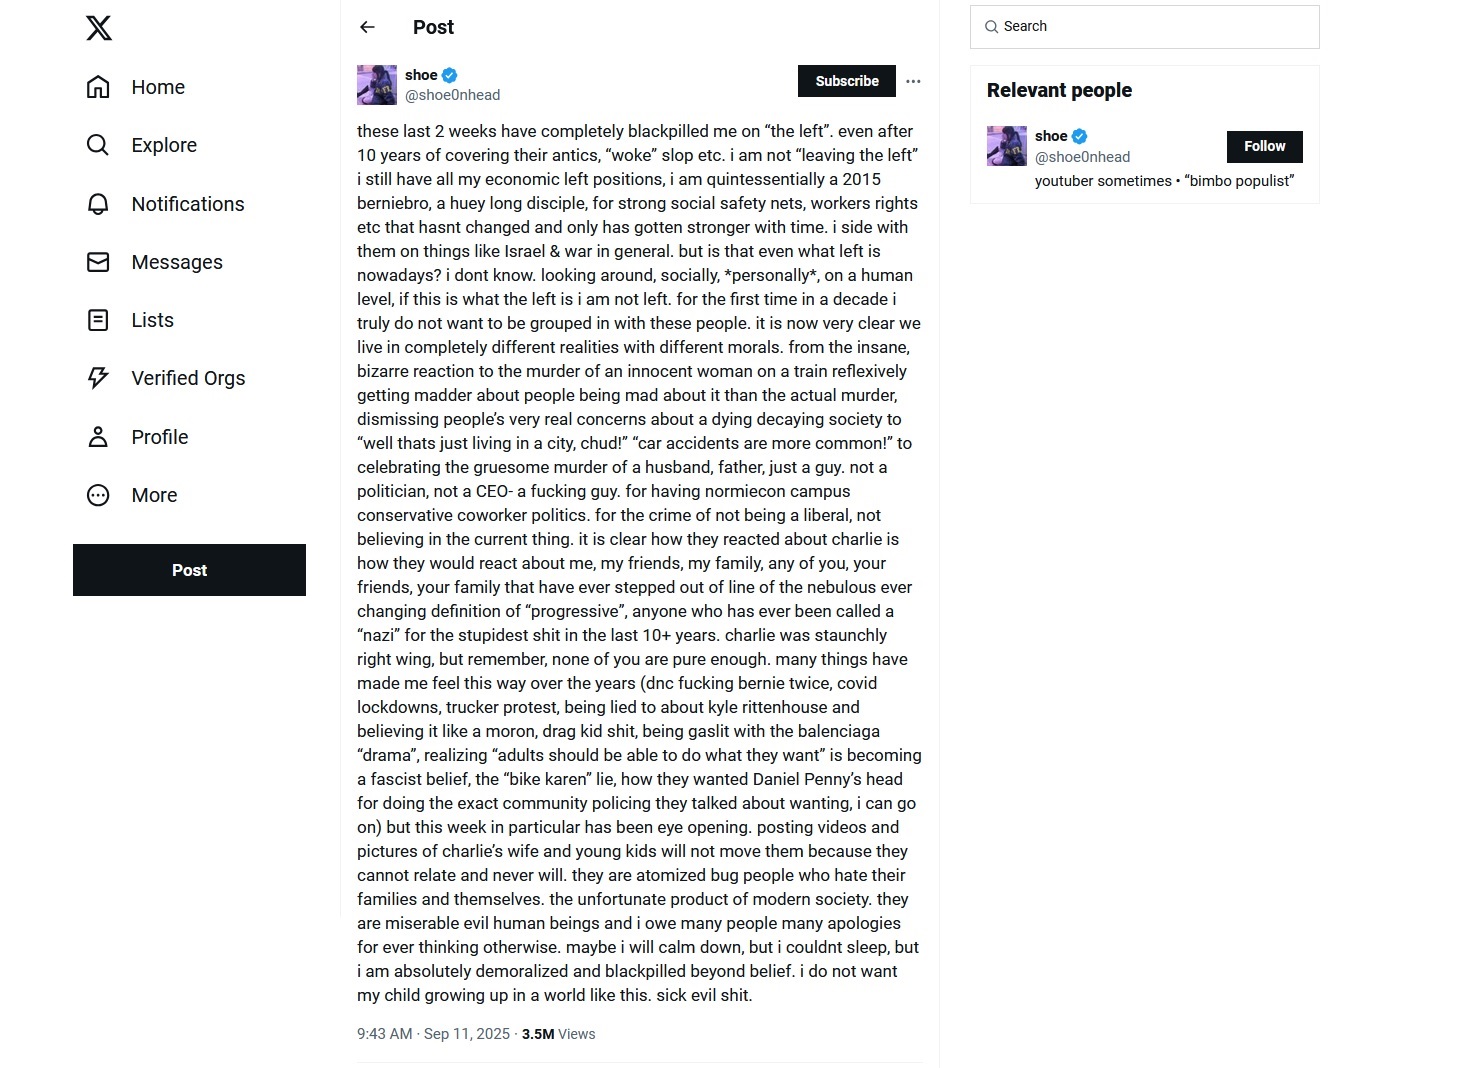 Home
Explore
Notifications
Messages
Lists
Verified Orgs
Profile
More
Post
Post
shoe
@shoe0nhead
Subscribe
these last 2 weeks have completely blackpilled me on “the left”. even after
10 years of covering their antics, “woke” slop etc. i am not “leaving the left”
i still have all my economic left positions, i am quintessentially a 2015
berniebro, a huey long disciple, for strong social safety nets, workers rights
etc that hasnt changed and only has gotten stronger with time. i side with
them on things like Israel & war in general. but is that even what left is
nowadays? i dont know. looking around, socially, *personally*, on a human
level, if this is what the left is i am not left. for the first time in a decade i
truly do not want to be grouped in with these people. it is now very clear we
live in completely different realities with different morals. from the insane,
bizarre reaction to the murder of an innocent woman on a train reflexively
getting madder about people being mad about it than the actual murder,
dismissing people’s very real concerns about a dying decaying society to
“well thats just living in a city, chud!” “car accidents are more common!” to
celebrating the gruesome murder of a husband, father, just a guy. not a
politician, not a CEO- a fucking guy. for having normiecon campus
conservative coworker politics. for the crime of not being a liberal, not
believing in the current thing. it is clear how they reacted about charlie is
how they would react about me, my friends, my family, any of you, your
friends, your family that have ever stepped out of line of the nebulous ever
changing definition of “progressive”, anyone who has ever been called a
“nazi” for the stupidest shit in the last 10+ years. charlie was staunchly
right wing, but remember, none of you are pure enough. many things have
made me feel this way over the years (dnc fucking bernie twice, covid
lockdowns, trucker protest, being lied to about kyle rittenhouse and
believing it like a moron, drag kid shit, being gaslit with the balenciaga
“drama”, realizing “adults should be able to do what they want” is becoming
a fascist belief, the “bike karen” lie, how they wanted Daniel Penny’s head
for doing the exact community policing they talked about wanting, i can go
on) but this week in particular has been eye opening. posting videos and
pictures of charlie’s wife and young kids will not move them because they
cannot relate and never will. they are atomized bug people who hate their
families and themselves. the unfortunate product of modern society. they
are miserable evil human beings and i owe many people many apologies
for ever thinking otherwise. maybe i will calm down, but i couldnt sleep, but
i am absolutely demoralized and blackpilled beyond belief. i do not want
my child growing up in a world like this. sick evil shit.
9:43 AM · Sep 11, 2025 · 3.5M Views
Search
Relevant people
shoe
@shoe0nhead
Follow
youtuber sometimes • “bimbo populist”